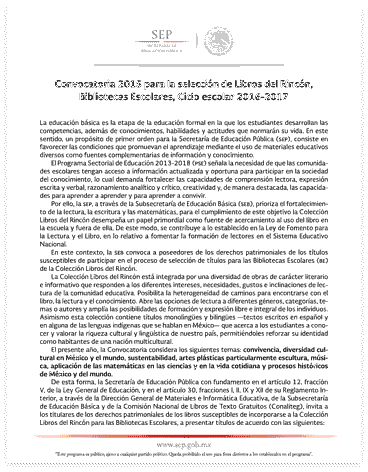 SEP
SECRETARÍA DE
EDUCACIÓN PÚBLICA
Convocatoria 2015 para la selección de Libros del Rincón,
Bibliotecas Escolares, Ciclo escolar 2016-2017
La educación básica es la etapa de la educación formal en la que los estudiantes desarrollan las
competencias, además de conocimientos, habilidades y actitudes que normarán su vida. En este
sentido, un propósito de primer orden para la Secretaría de Educación Pública (SEP), consiste en
favorecer las condiciones que promuevan el aprendizaje mediante el uso de materiales educativos
diversos como fuentes complementarias de información y conocimiento.
El Programa Sectorial de Educación 2013-2018 (PSE) señala la necesidad de que las comunida-
des escolares tengan acceso a información actualizada y oportuna para participar en la sociedad
del conocimiento, lo cual demanda fortalecer las capacidades de comprensión lectora, expresión
escrita y verbal, razonamiento analítico y crítico, creatividad y, de manera destacada, las capacida-
des para aprender a aprender y para aprender a convivir.
Por ello, la SEP, a través de la Subsecretaría de Educación Básica (SEB), prioriza el fortalecimien-
to de la lectura, la escritura y las matemáticas, para el cumplimiento de este objetivo la Colección
Libros del Rincón desempeña un papel primordial como fuente de acercamiento al uso del libro en
la escuela y fuera de ella. De este modo, se contribuye a lo establecido en la Ley de Fomento para
la Lectura y el Libro, en lo relativo a fomentar la formación de lectores en el Sistema Educativo
Nacional.
En este contexto, la SEB convoca a poseedores de los derechos patrimoniales de los títulos
susceptibles de participar en el proceso de selección de títulos para las Bibliotecas Escolares (BE)
de la Colección Libros del Rincón.
La Colección Libros del Rincón está integrada por una diversidad de obras de carácter literario
e informativo que responden a los diferentes intereses, necesidades, gustos e inclinaciones de lec-
tura de la comunidad educativa. Posibilita la heterogeneidad de caminos para encontrarse con el
libro, la lectura y el conocimiento. Abre las opciones de lectura a diferentes géneros, categorías, te-
mas o autores y amplía las posibilidades de formación y expresión libre e integral de los individuos.
Asimismo esta colección contiene títulos monolingües y bilingües —textos escritos en español y
en alguna de las lenguas indígenas que se hablan en México— que acerca a los estudiantes a cono-
cer y valorar la riqueza cultural y lingüística de nuestro país, permitiéndoles reforzar su identidad
como habitantes de una nación multicultural.
El presente año, la Convocatoria considera los siguientes temas: convivencia, diversidad cul-
tural en México y el mundo, sustentabilidad, artes plásticas particularmente escultura, músi-
ca, aplicación de las matemáticas en las ciencias y en la vida cotidiana y procesos históricos
de México y del mundo.
De esta forma, la Secretaría de Educación Pública con fundamento en el artículo 12, fracción
V, de la Ley General de Educación, y en el artículo 30, fracciones I, II, IX y XII de su Reglamento In-
terior, a través de la Dirección General de Materiales e Informática Educativa, de la Subsecretaría
de Educación Básica y de la Comisión Nacional de Libros de Texto Gratuitos (Conaliteg), invita a
los titulares de los derechos patrimoniales de los libros susceptibles de incorporarse a la Colección
Libros del Rincón para las Bibliotecas Escolares, a presentar títulos de acuerdo con las siguientes:
www.sep.gob.mx
"Este programa es público, ajeno a cualquier partido político. Queda prohibido el uso para fines distintos a los establecidos en el programa".